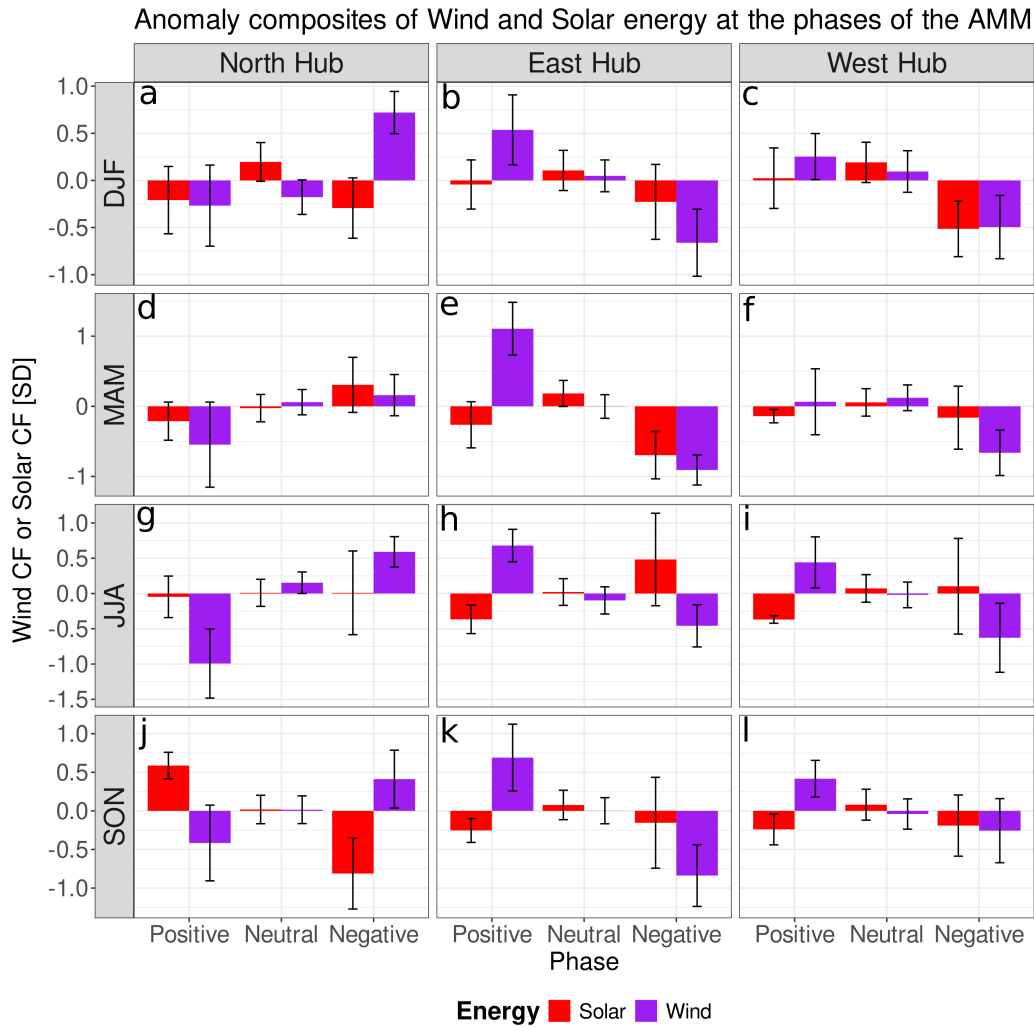 Anomaly composites of Wind and Solar energy at the phases of the AMM
North Hub East Hub West Hub
Wind CF or Solar CF [SD]
DJF
1.0
0.5
0.0
-0.5
-1.0
a b c
MAM
1
0
-1
d e f
JJA
1.0
0.5
0.0
-0.5
-1.0
-1.5
g h i
SON
1.0
0.5
0.0
-0.5
-1.0
j k l
Positive Neutral Negative Positive Neutral Negative Positive Neutral Negative
Phase
Energy Solar Wind